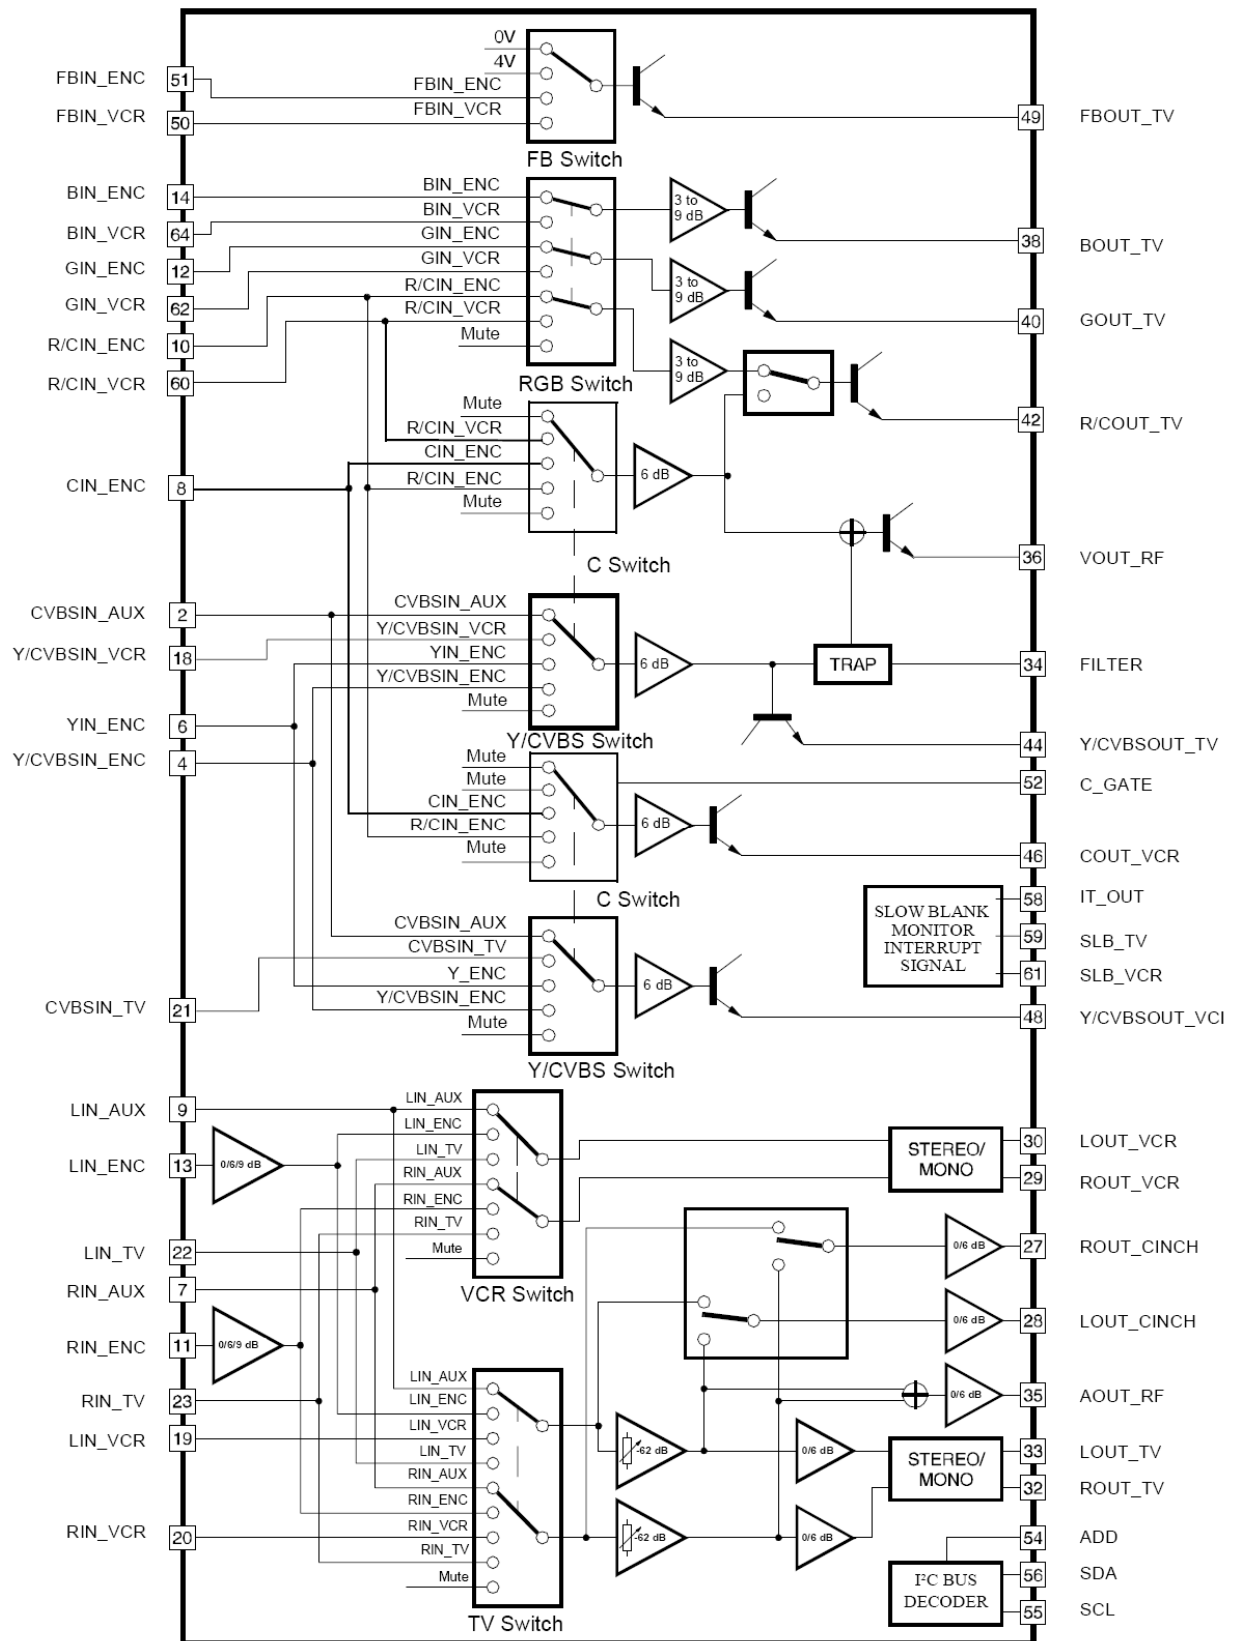 0V
4V
FBIN_ENC 51 FBIN_ENC
FBIN_VCR 50 FBIN_VCR 49 FBOUT_TV
FB Switch
BIN_ENC 14 BIN_ENC
BIN_VCR 64 BIN_VCR
3 to
9 dB
38 BOUT_TV
GIN_ENC 12 GIN_ENC
GIN_VCR 62 GIN_VCR
3 to
9 dB
40 GOUT_TV
R/CIN_ENC 10 R/CIN_ENC
R/CIN_VCR 60 R/CIN_VCR
Mute
3 to
9 dB
RGB Switch
42 R/COUT_TV
Mute
R/CIN_VCR
CIN_ENC 8 CIN_ENC
R/CIN_ENC
Mute
6 dB
C Switch
36 VOUT_RF
CVBSIN_AUX 2 CVBSIN_AUX
Y/CVBSIN_VCR 18 Y/CVBSIN_VCR
YIN_ENC
Y/CVBSIN_ENC
Mute
6 dB
TRAP
34 FILTER
YIN_ENC 6
Y/CVBS Switch
44 Y/CVBSOUT_TV
Y/CVBSIN_ENC 4
Mute
Mute
CIN_ENC
R/CIN_ENC
Mute
6 dB
52 C_GATE
46 COUT_VCR
C Switch
SLOW BLANK
MONITOR
INTERRUPT
SIGNAL
58 IT_OUT
59 SLB_TV
61 SLB_VCR
CVBSIN_AUX
CVBSIN_TV
Y_ENC
CVBSIN_TV 21 Y/CVBSIN_ENC
Mute
6 dB
48 Y/CVBSOUT_VCI
Y/CVBS Switch
LIN_AUX 9 LIN_AUX
LIN_ENC
LIN_ENC 13 0/6/9 dB LIN_TV
RIN_AUX
RIN_ENC
RIN_TV
LIN_TV 22 Mute
STEREO/
MONO
30 LOUT_VCR
29 ROUT_VCR
RIN_AUX 7
VCR Switch
0/6 dB 27 ROUT_CINCH
RIN_ENC 11 0/6/9 dB
0/6 dB 28 LOUT_CINCH
RIN_TV 23
LIN_AUX
LIN_ENC
LIN_VCR 19 LIN_VCR
LIN_TV
RIN_AUX
RIN_ENC
RIN_VCR 20 RIN_VCR
RIN_TV
Mute
TV Switch
0/6 dB 35 AOUT_RF
-62 dB 0/6 dB
STEREO/
MONO
33 LOUT_TV
32 ROUT_TV
-62 dB 0/6 dB
54 ADD
I²C BUS
DECODER
56 SDA
55 SCL